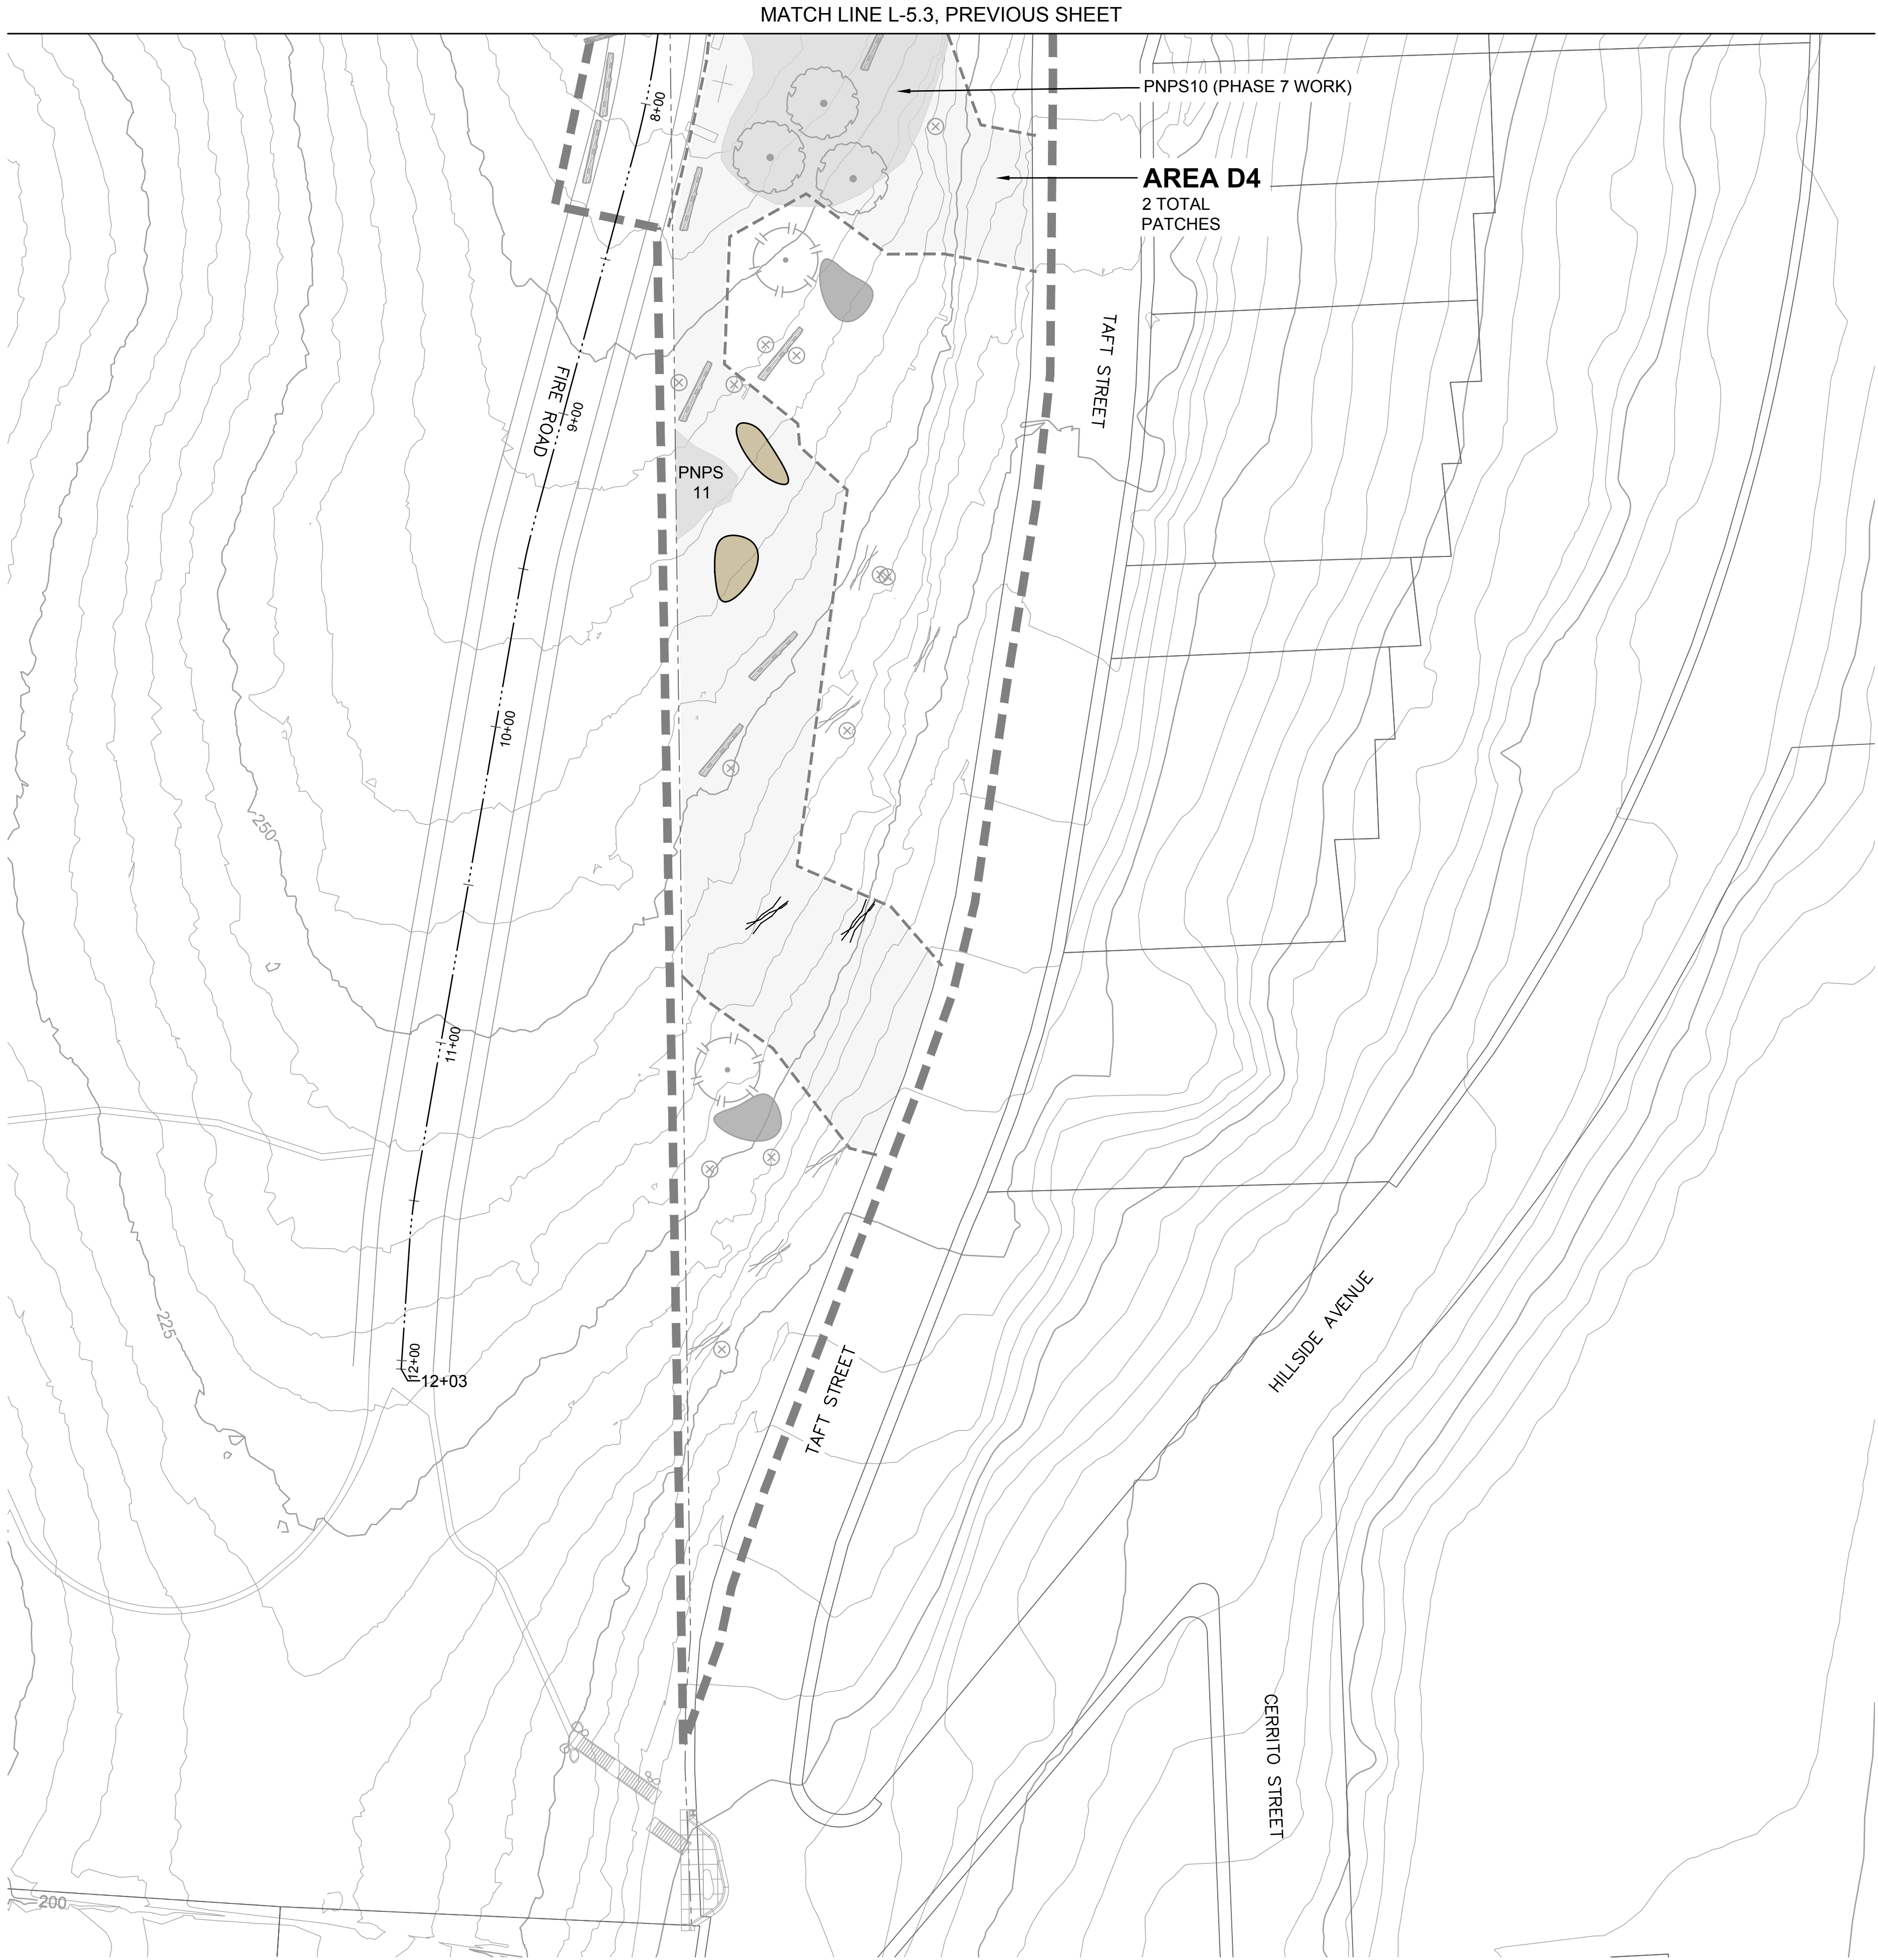 MATCH LINE L-5.3, PREVIOUS SHEET
PNPS10 (PHASE 7 WORK)
8+00
AREA D4
2 TOTAL
PATCHES
TAFT STREET
FIRE ROAD
9+00
PNPS
11
10+00
250
11+00
225
12+00
12+03
TAFT STREET
HILLSIDE AVENUE
CERRITO STREET
200